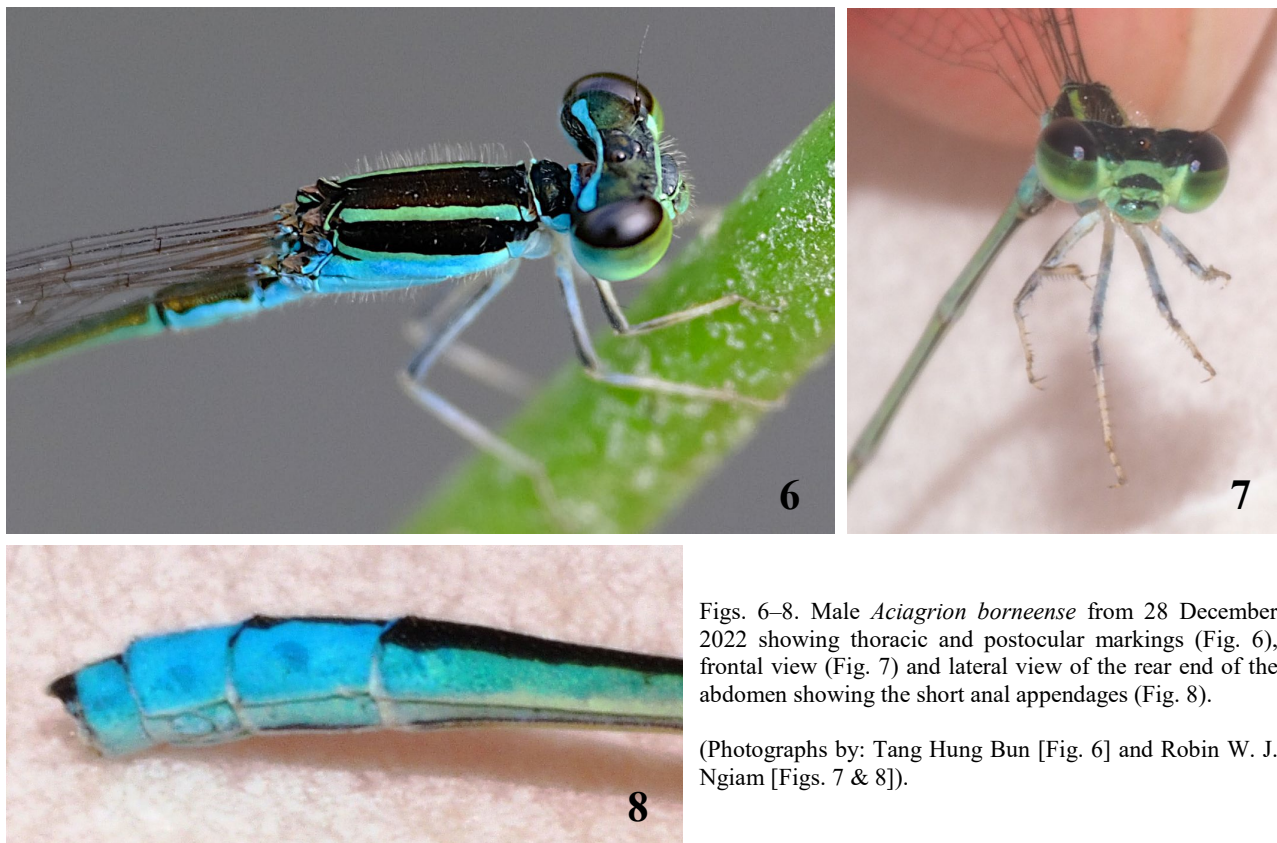 6
7
8
Figs. 6–8. Male Aciagrion borneense from 28 December
2022 showing thoracic and postocular markings (Fig. 6),
frontal view (Fig. 7) and lateral view of the rear end of the
abdomen showing the short anal appendages (Fig. 8).
(Photographs by: Tang Hung Bun [Fig. 6] and Robin W. J.
Ngiam [Figs. 7 & 8]).